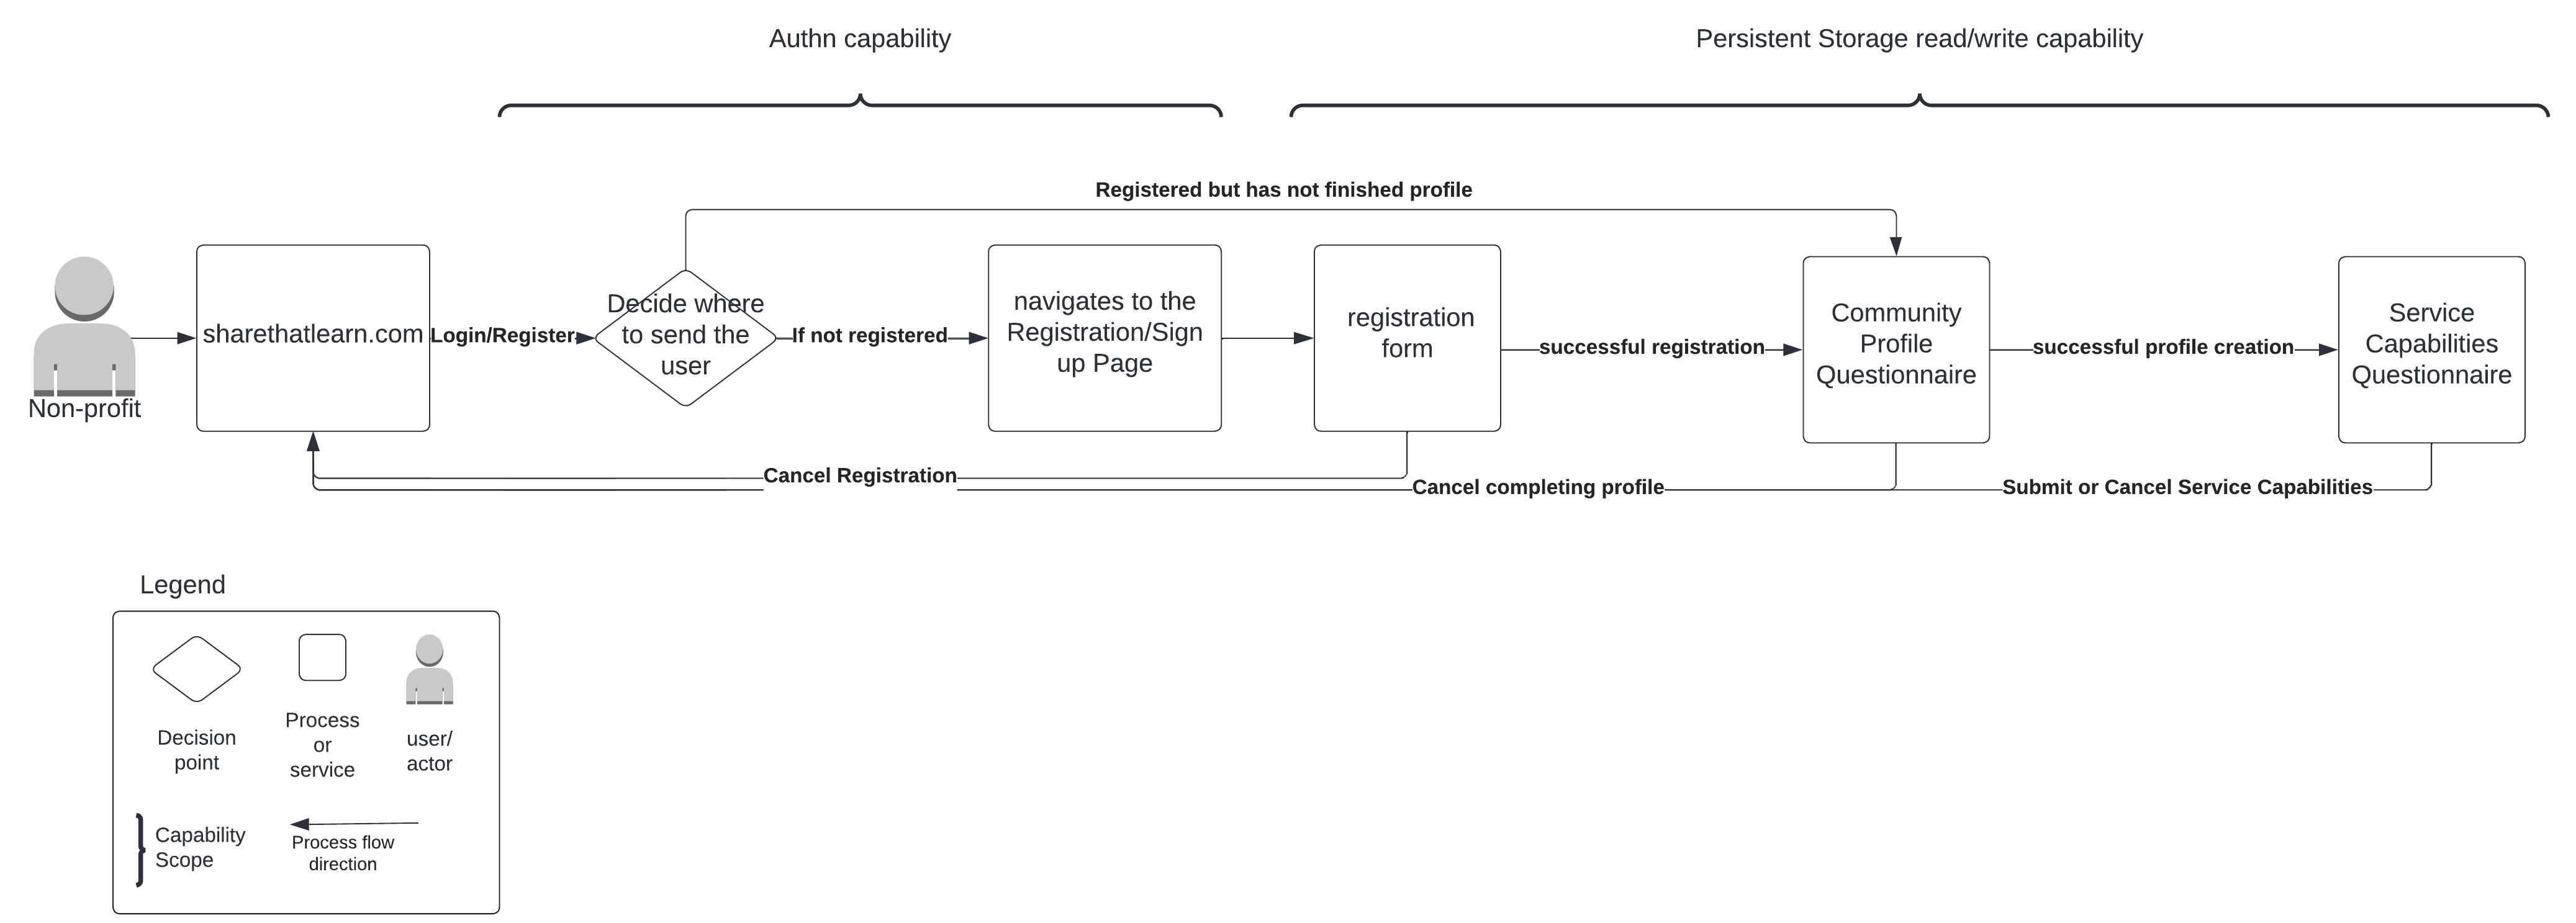 Authn capability
Persistent Storage read/write capability
Registered but has not finished profile
Non-profit
sharethatlearn.com
Login/Register
Decide where
to send the
user
If not registered
navigates to the
Registration/Sign
up Page
registration
form
successful registration
Community
Profile
Questionnaire
successful profile creation
Service
Capabilities
Questionnaire
Cancel Registration
Cancel completing profile
Submit or Cancel Service Capabilities
Legend
Decision
point
Process
or
service
user/
actor
Capability
Scope
Process flow
direction